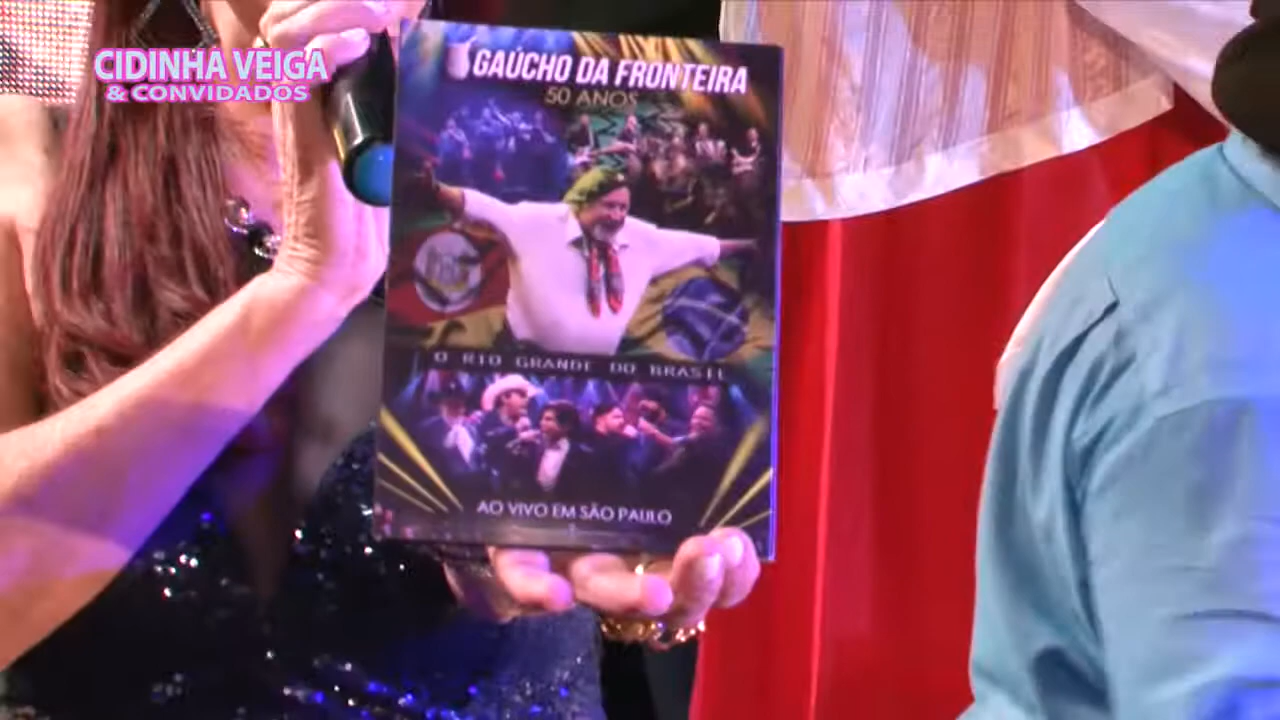 CIDINHA VEIGA
& CONVIDADOS
GAÚCHO DA FRONTEIRA
50 ANOS
O RIO GRANDE DO BRASIL
AO VIVO EM SÃO PAULO